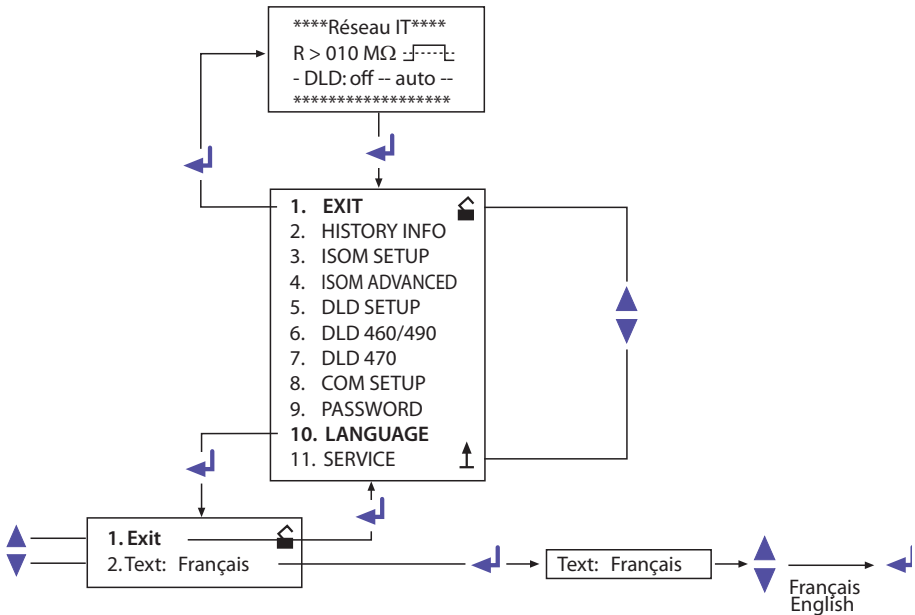 ****Réseau IT****
R > 010 MΩ
- DLD: off -- auto --
******************
1. EXIT
2. HISTORY INFO
3. ISOM SETUP
4. ISOM ADVANCED
5. DLD SETUP
6. DLD 460/490
7. DLD 470
8. COM SETUP
9. PASSWORD
10. LANGUAGE
11. SERVICE
1. Exit
2. Text: Français
Text: Français
Français
English